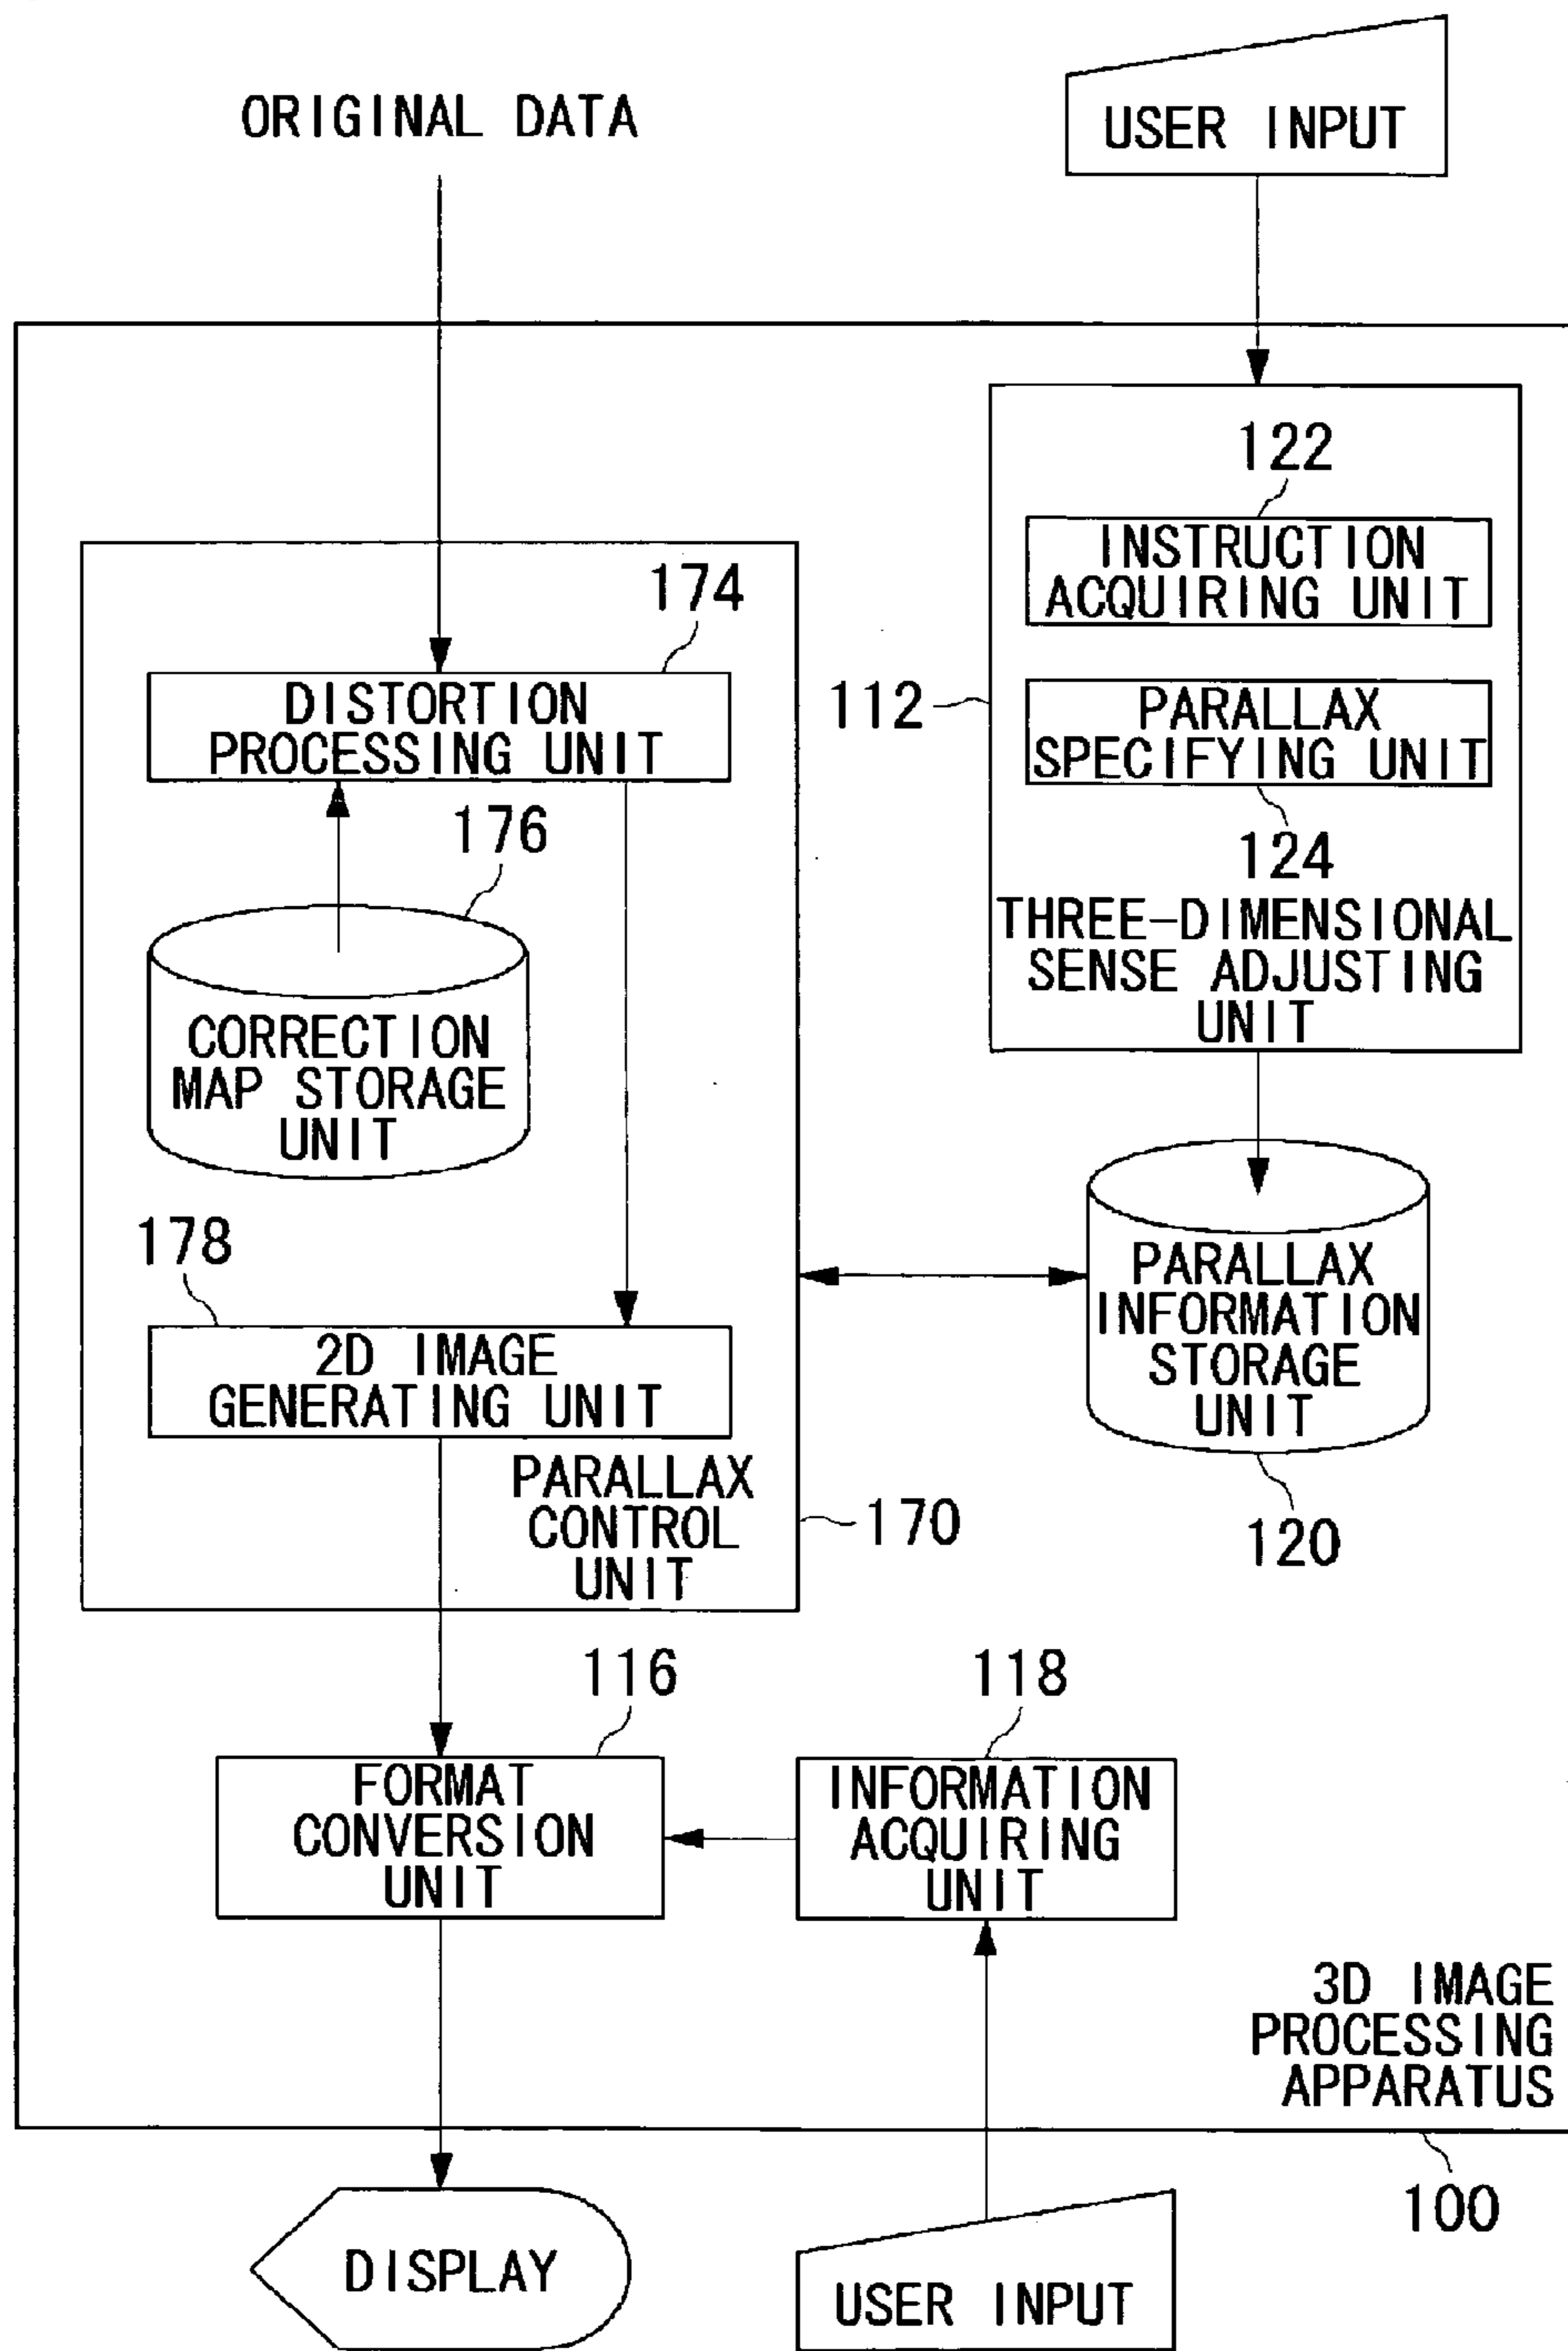 ORIGINAL DATA
USER INPUT
122
INSTRUCTION
ACQUIRING UNIT
174
DISTORTION
PROCESSING UNIT
112
PARALLAX
SPECIFYING UNIT
124
THREE-DIMENSIONAL
SENSE ADJUSTING
UNIT
176
CORRECTION
MAP STORAGE
UNIT
178
2D IMAGE
GENERATING UNIT
PARALLAX
CONTROL
UNIT
170
PARALLAX
INFORMATION
STORAGE
UNIT
120
116
FORMAT
CONVERSION
UNIT
118
INFORMATION
ACQUIRING
UNIT
3D IMAGE
PROCESSING
APPARATUS
100
DISPLAY
USER INPUT